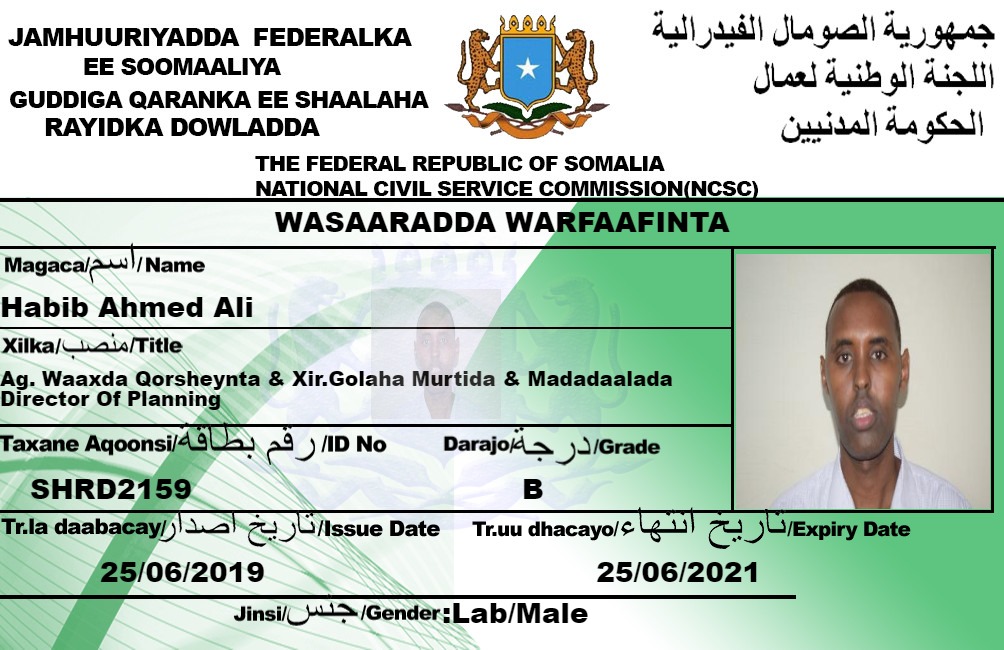 JAMHUURIYADDA FEDERALKA
EE SOOMAALIYA
GUDDIGA QARANKA EE SHAALAHA
RAYIDKA DOWLADDA
جمهورية الصومال الفيدرالية
اللجنة الوطنية لعمال
الحكومة المدنيين
THE FEDERAL REPUBLIC OF SOMALIA
NATIONAL CIVIL SERVICE COMMISSION(NCSC)
WASAARADDA WARFAAFINTA
Magaca/اسم/Name
Habib Ahmed Ali
Xilka/منصب/Title
Ag. Waaxda Qorsheynta & Xir.Golaha Murtida & Madadaalada
Director Of Planning
Taxane Aqoonsi/رقم بطاقة/ID No
SHRD2159
Darajo/درجة/Grade
B
Tr.la daabacay/تاريخ اصدار/Issue Date
25/06/2019
Tr.uu dhacayo/تاريخ انتهاء/Expiry Date
25/06/2021
Jinsi/جنس/Gender:Lab/Male